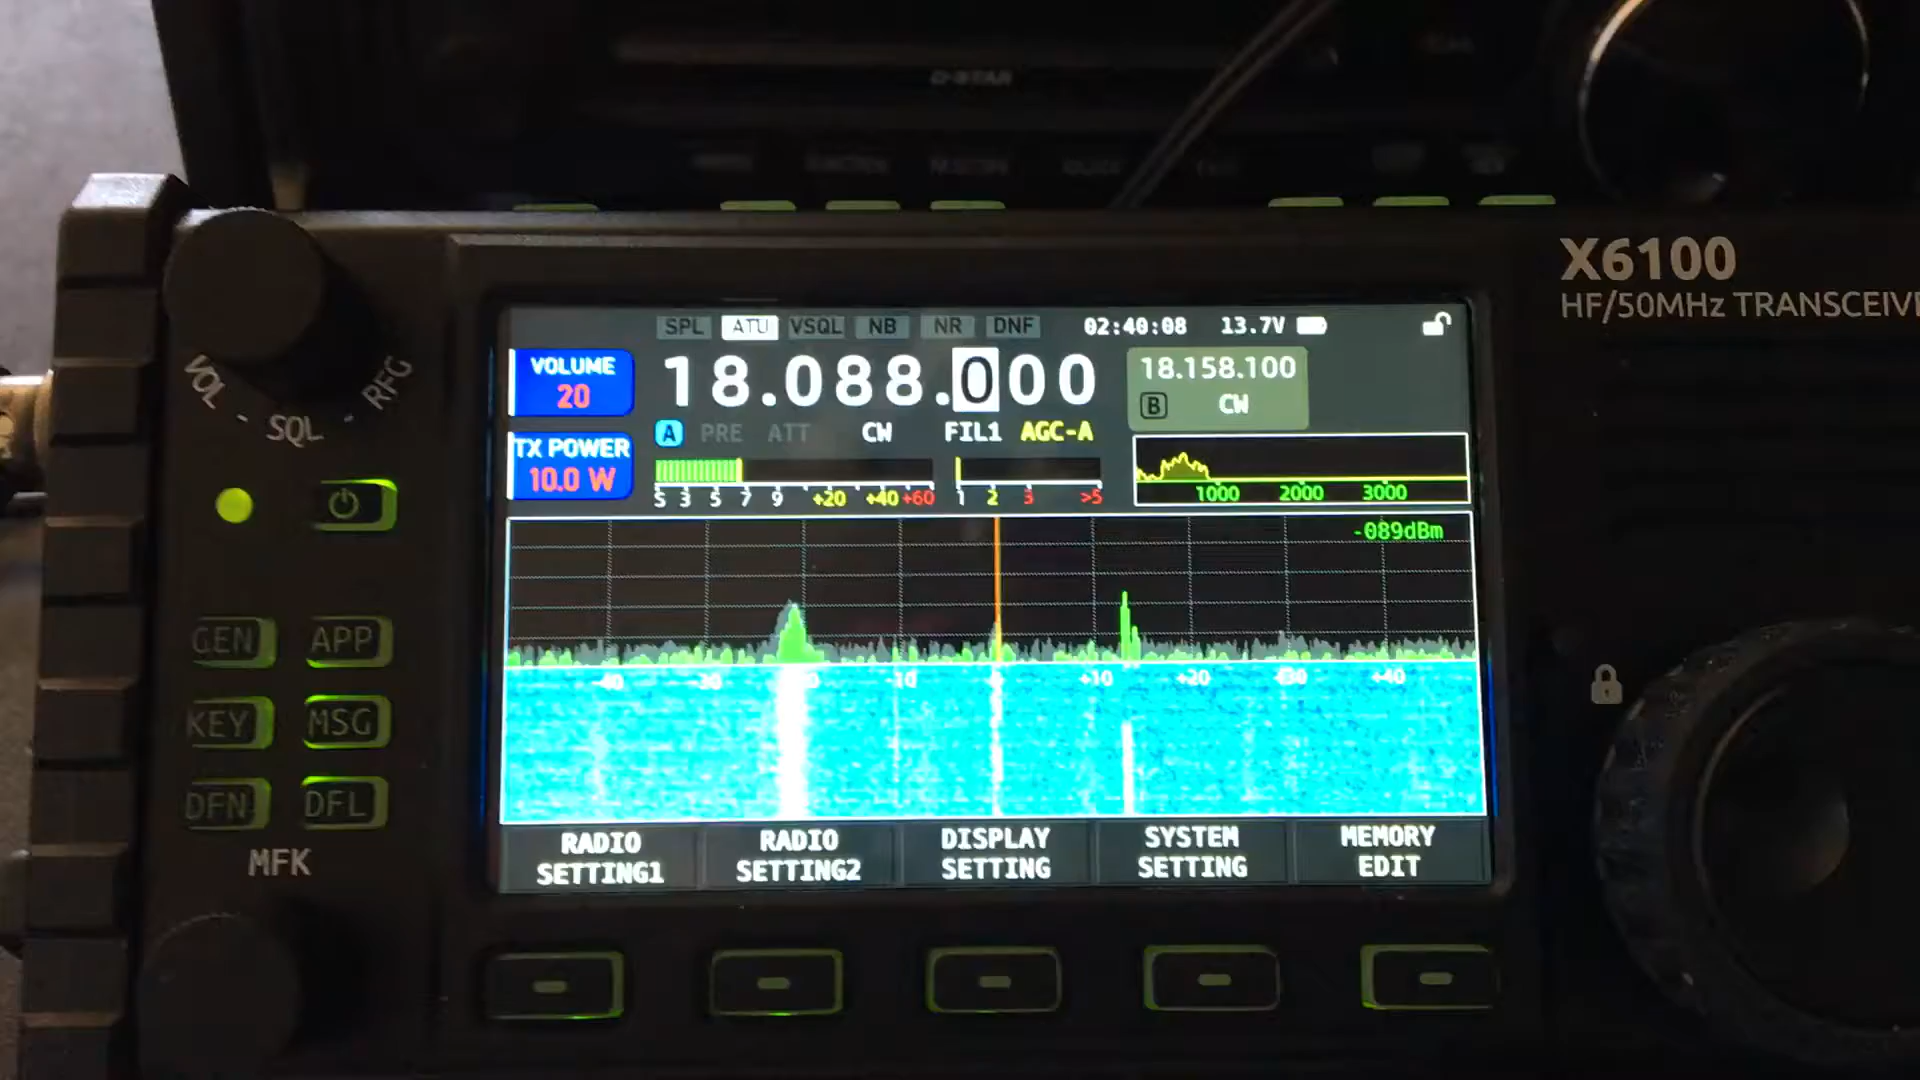 D-STAR
X6100
HF/50MHz TRANSCEIVE
SPL ATU VSQL NB NR DNF 02:40:08 13.7V
VOLUME
20
18.088.000
18.158.100
B CW
A PRE ATT CW FIL1 AGC-A
TX POWER
10.0 W
S 3 5 7 9 +20 +40 +60 1 2 3 >5
1000 2000 3000
-089dBm
-40 -30 -10 +10 +20 +30 +40
RADIO SETTING1
RADIO SETTING2
DISPLAY SETTING
SYSTEM SETTING
MEMORY EDIT
VOL - SQL - RFG
GEN APP
KEY MSG
DFN DFL
MFK